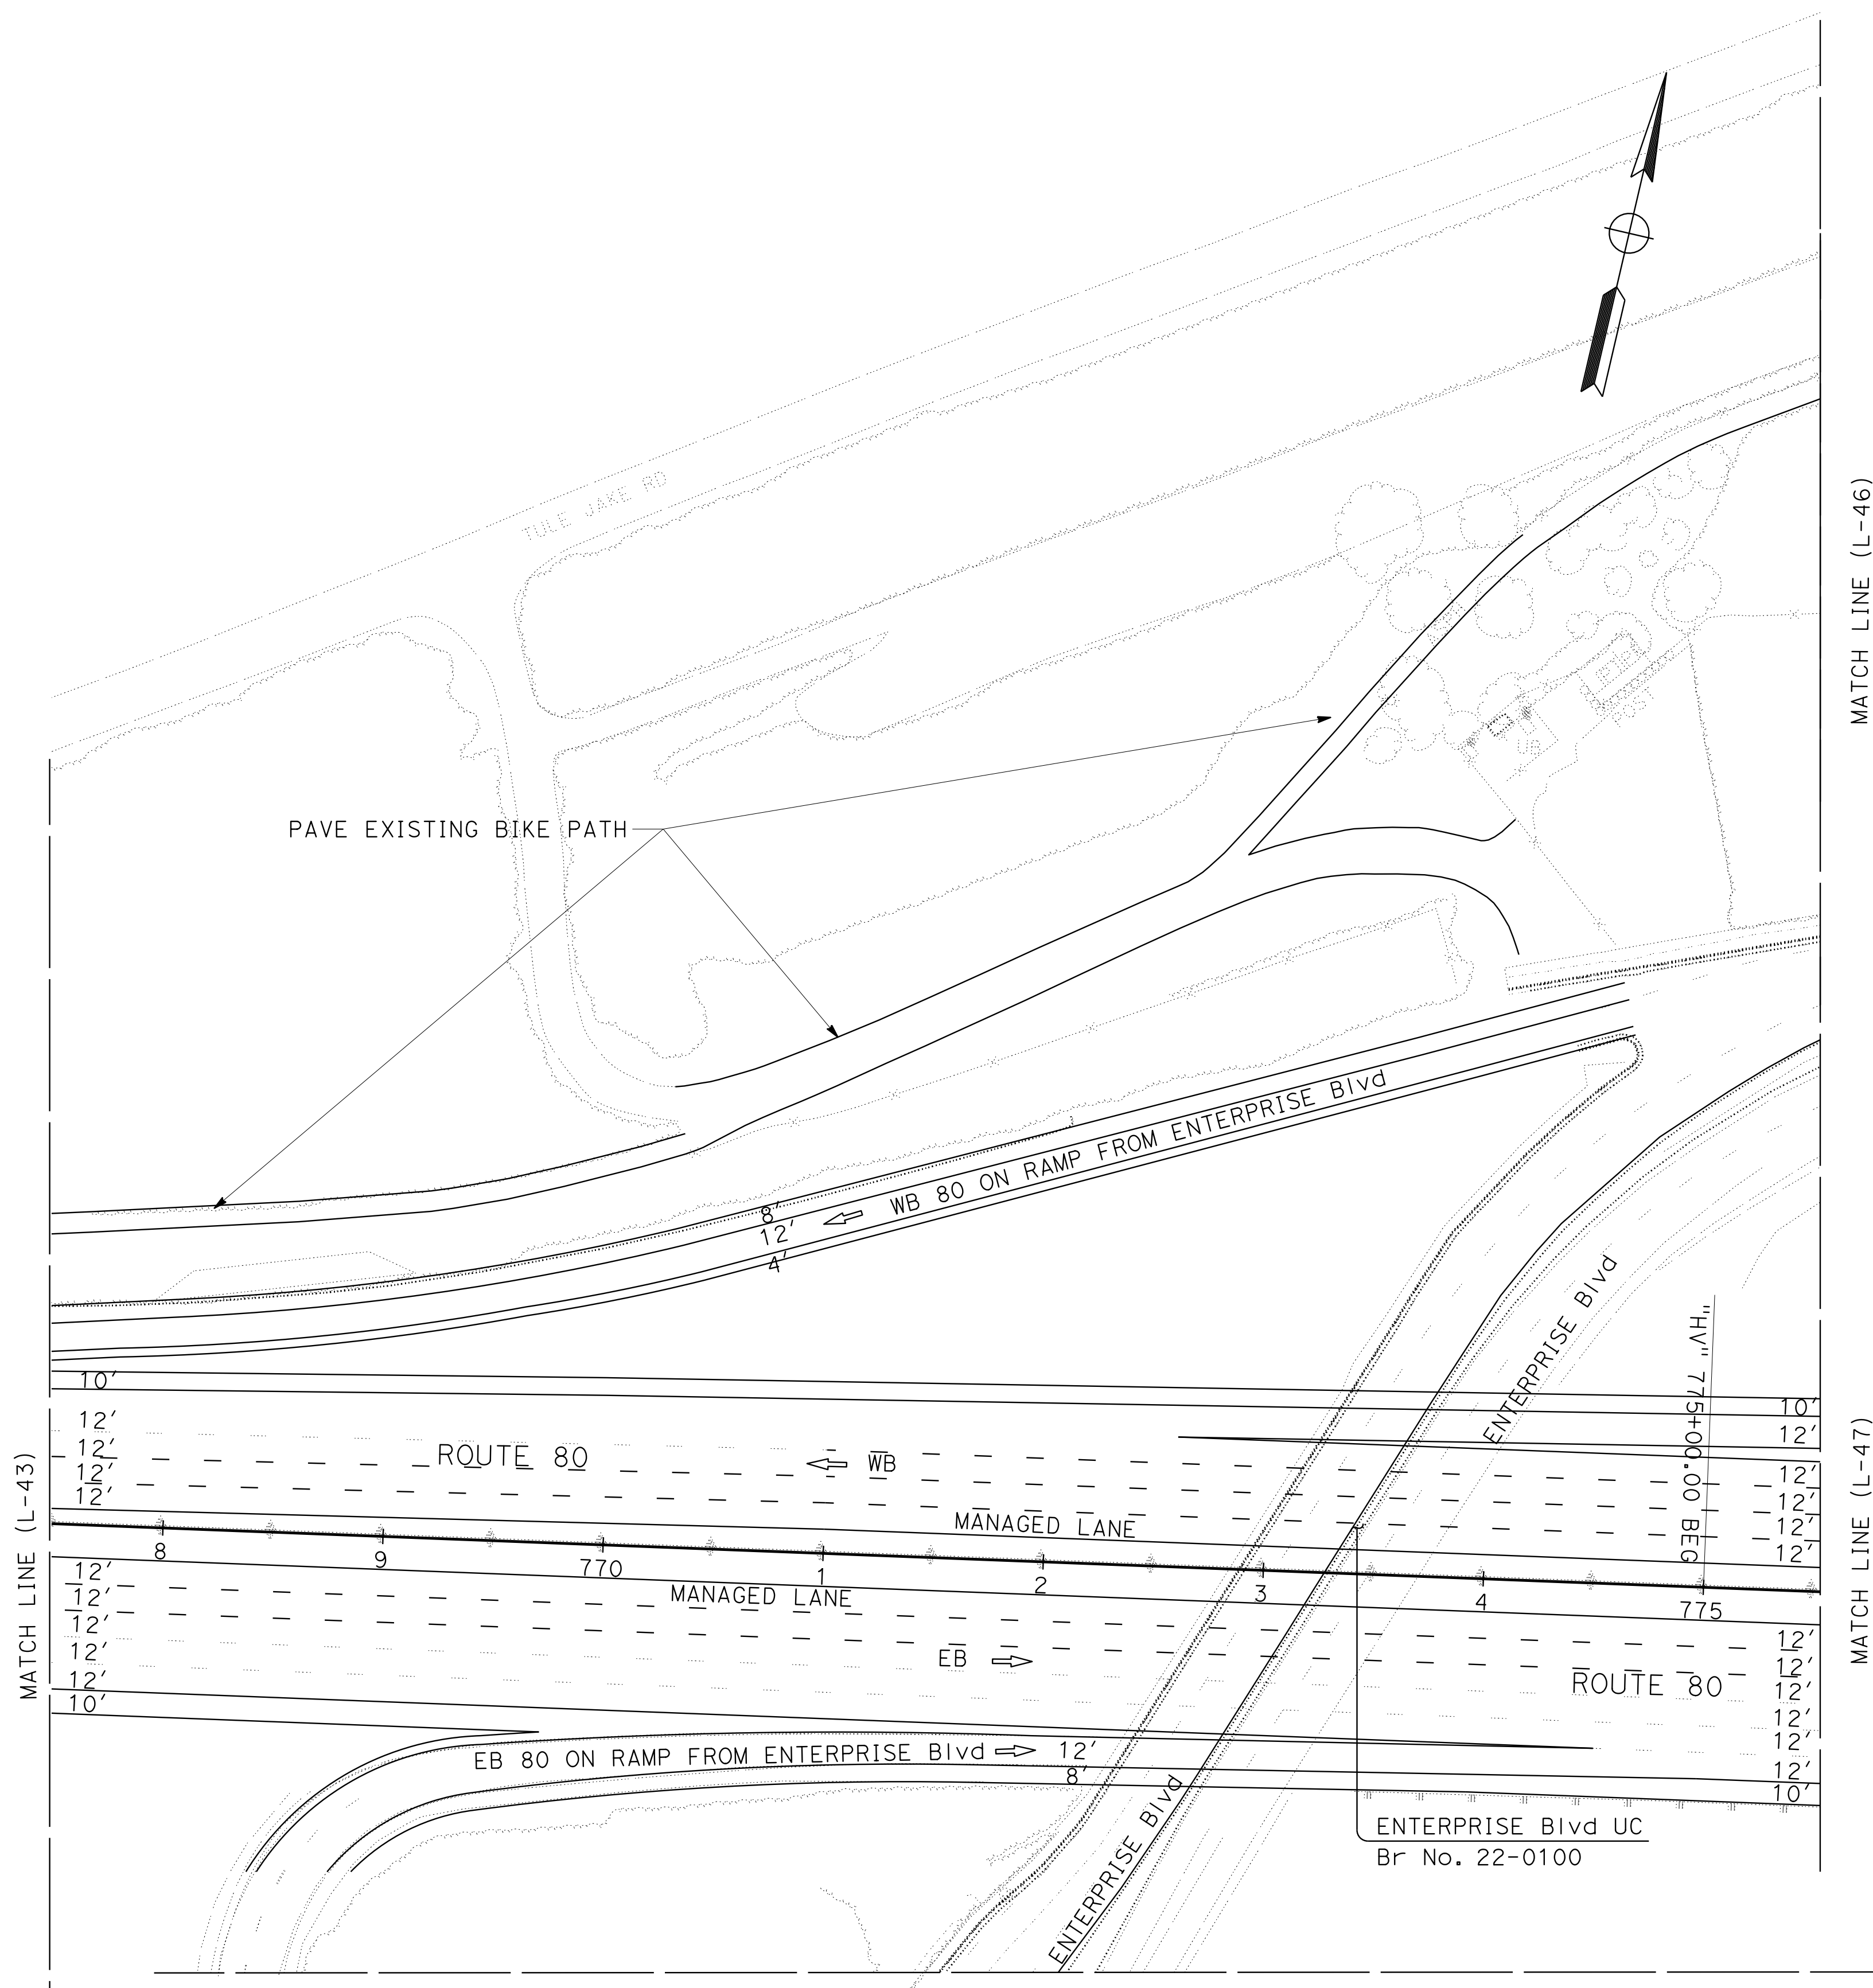 TULE JAKE RD
MATCH LINE (L-46)
PAVE EXISTING BIKE PATH
WB 80 ON RAMP FROM ENTERPRISE Blvd
8'
12'
4'
ENTERPRISE Blvd
"HV" 775+00.00 BEG
10'
10'
12'
12'
12'
12'
12'
ROUTE 80
WB
12'
12'
12'
12'
MANAGED LANE
MATCH LINE (L-43)
MATCH LINE (L-47)
8
9
770
1
2
3
4
775
MANAGED LANE
12'
12'
12'
12'
12'
10'
EB
ROUTE 80
12'
12'
12'
12'
12'
12'
10'
EB 80 ON RAMP FROM ENTERPRISE Blvd
12'
8'
ENTERPRISE Blvd
ENTERPRISE Blvd UC
Br No. 22-0100